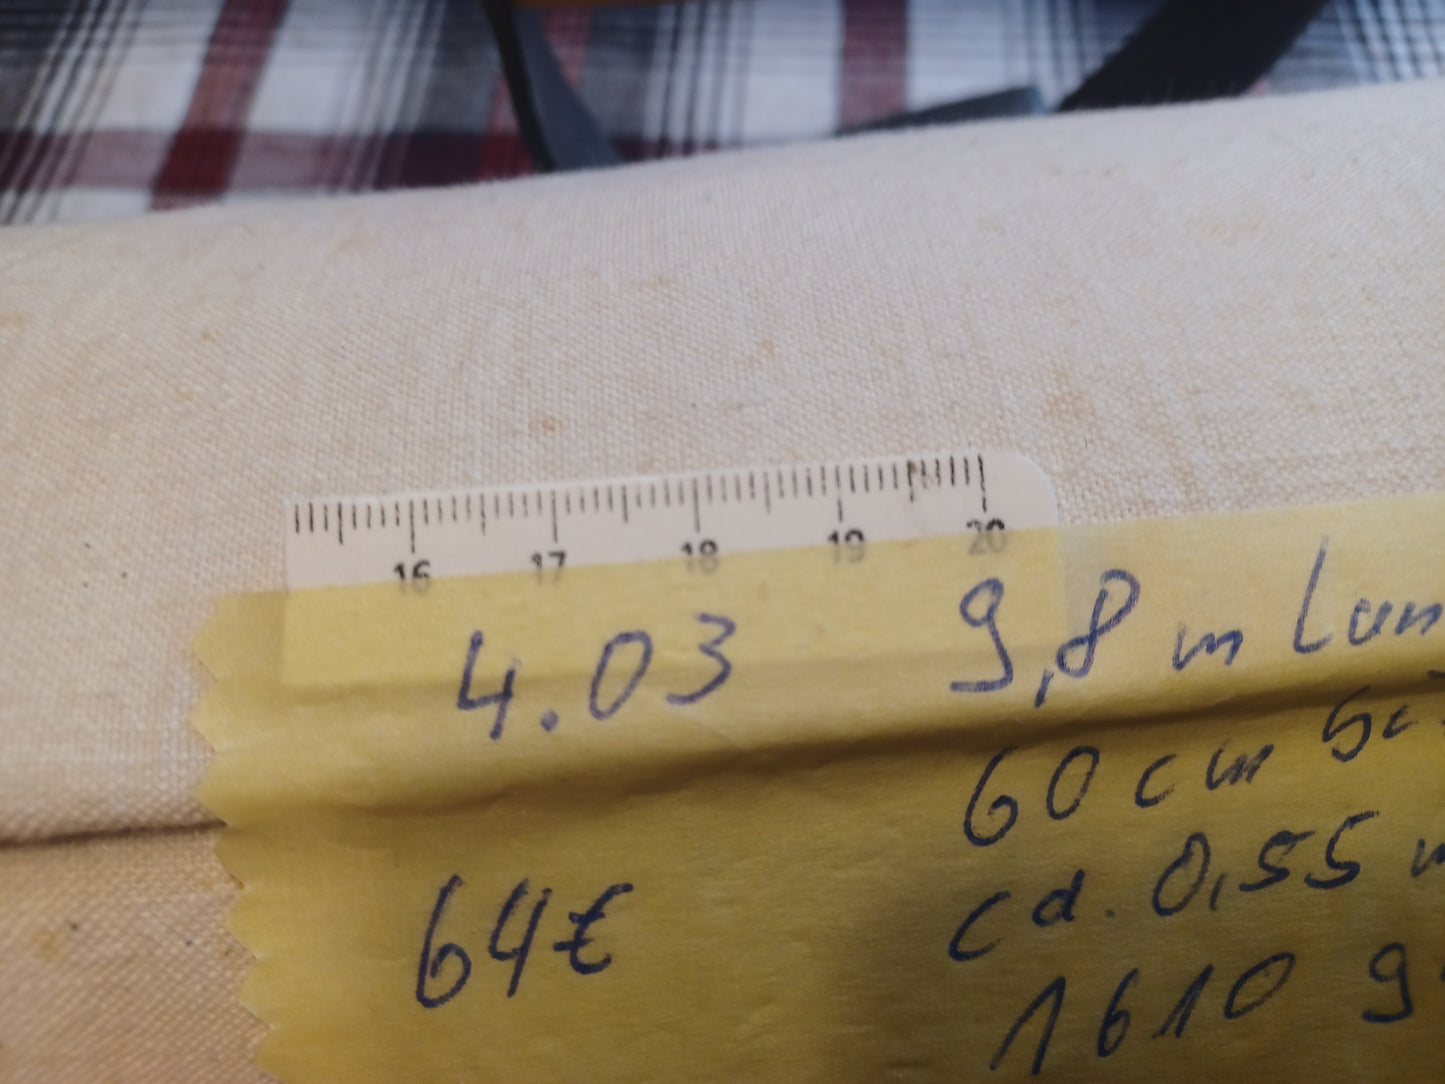 16 17 18 19 20
4.03 9,8 m
60 cm
64€ ca. 0,55
1610